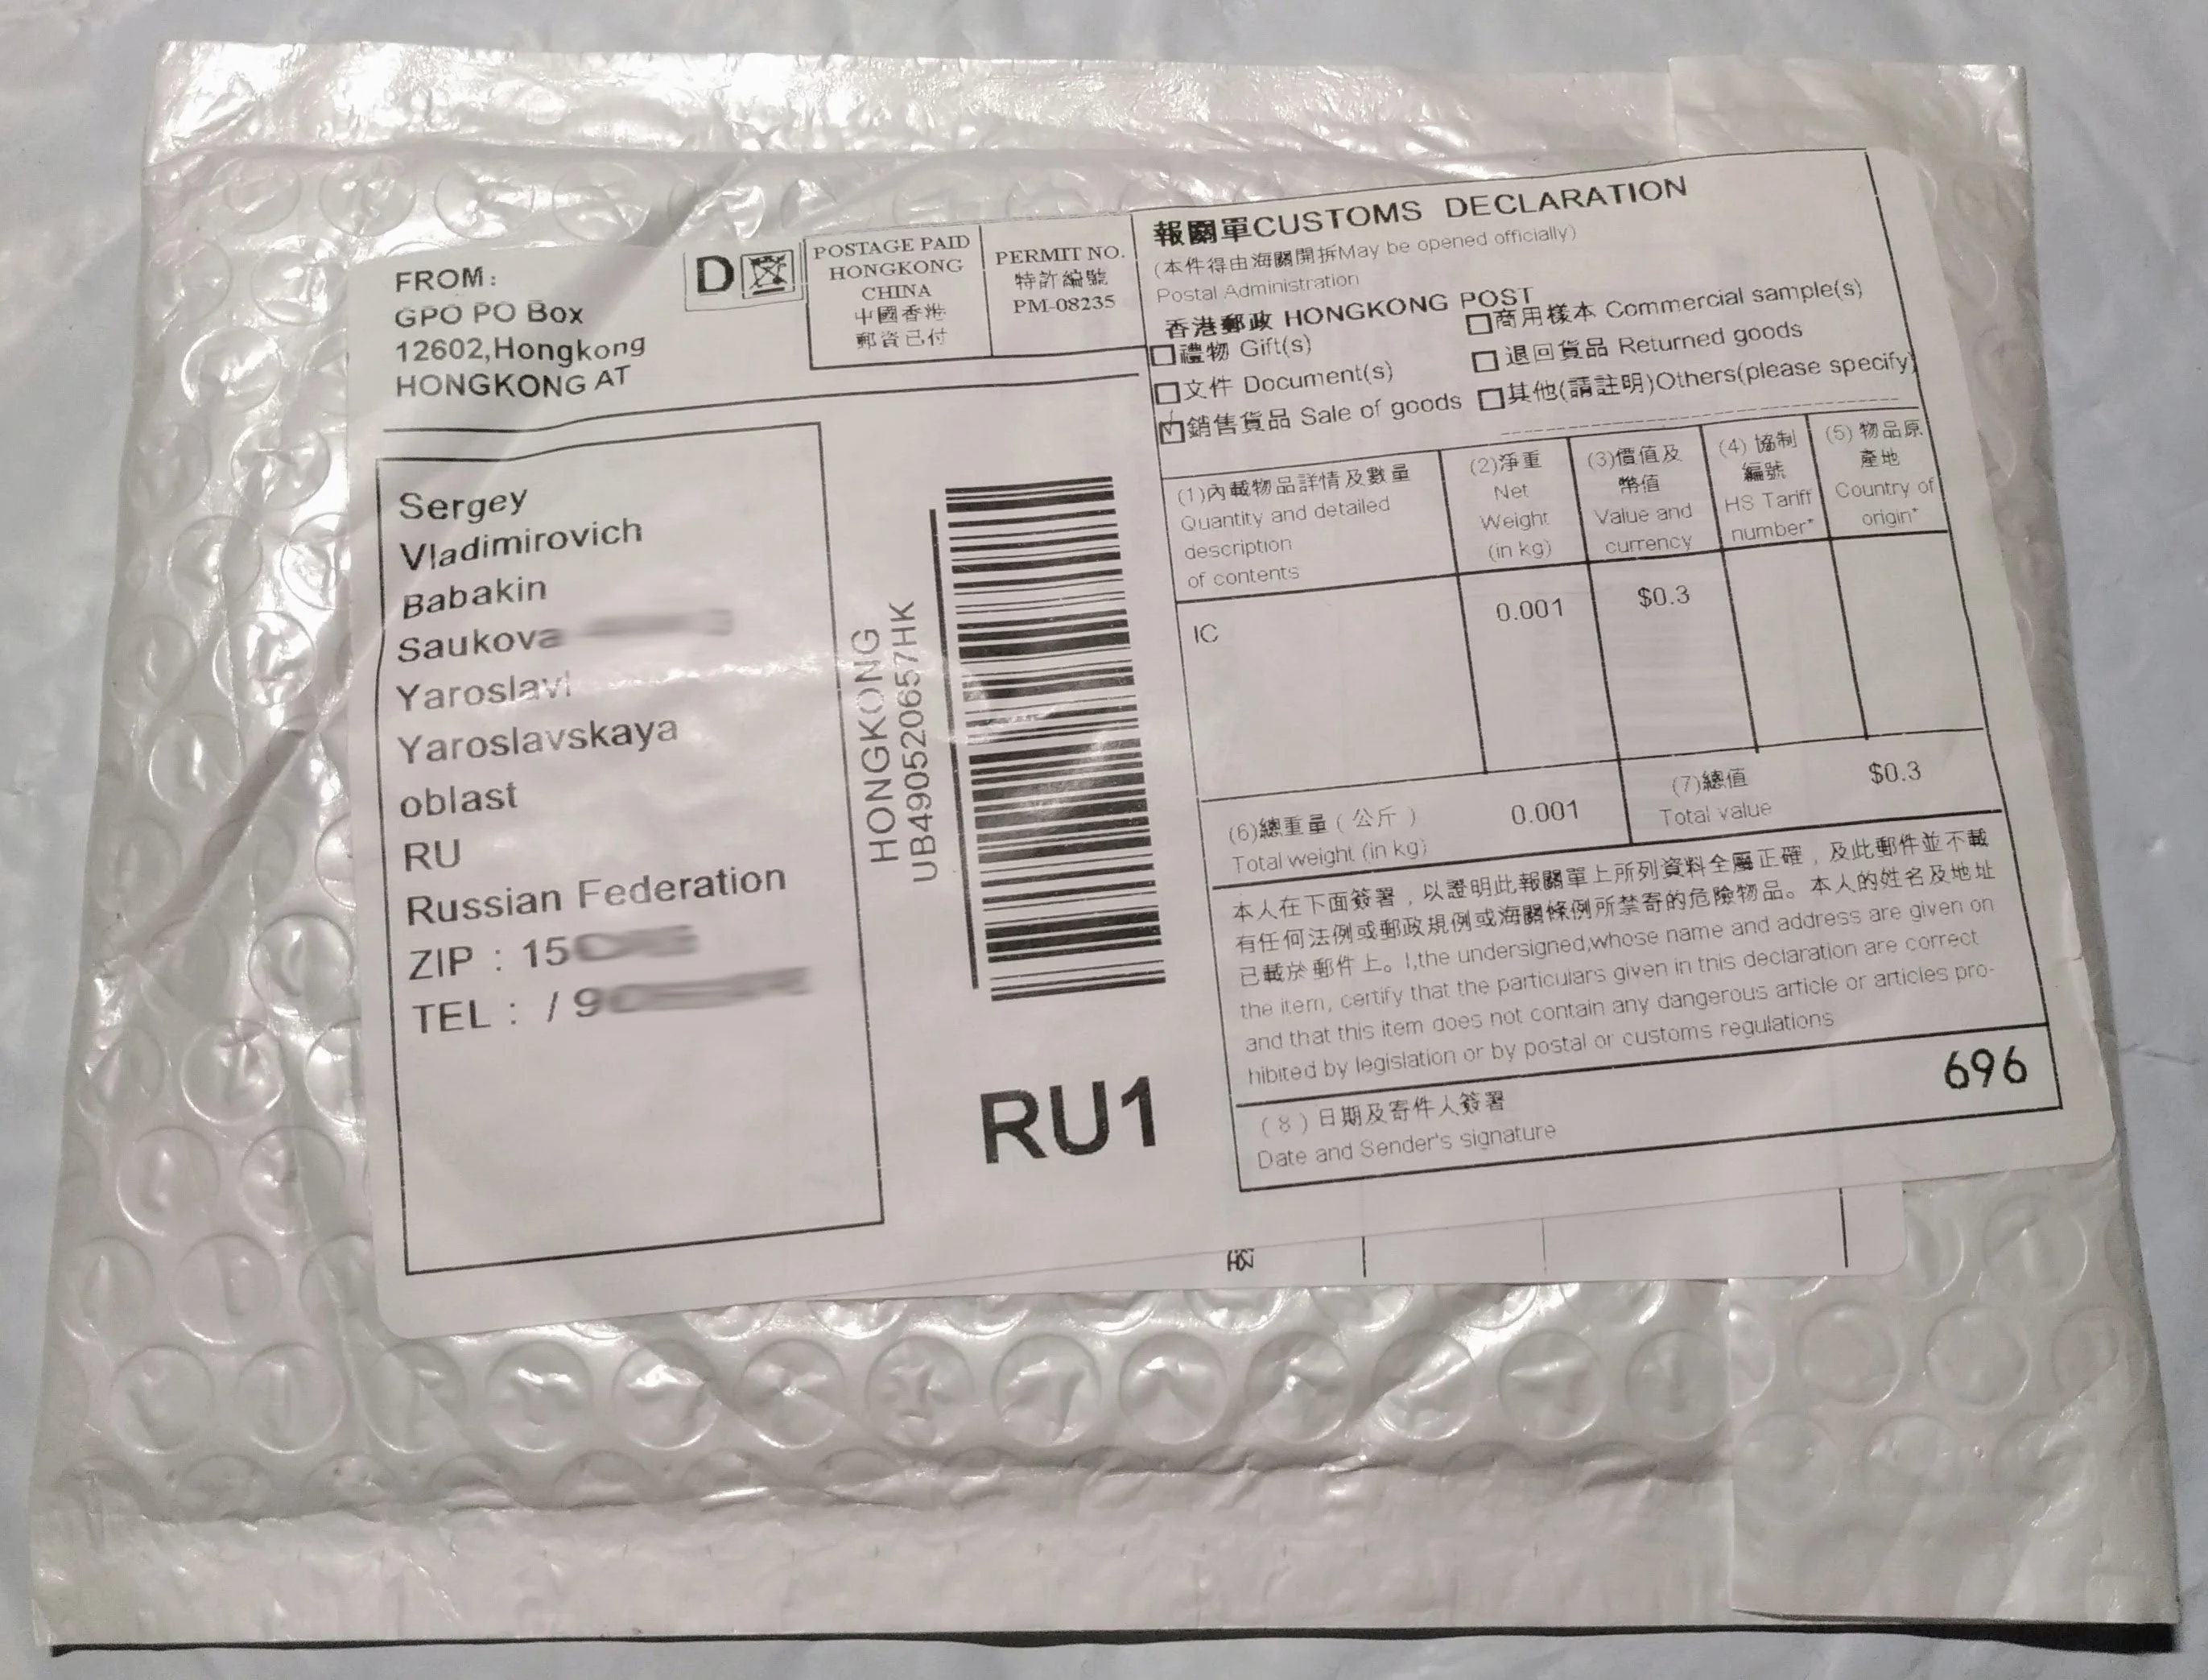 FROM:
GPO PO Box
12602,Hongkong
HONGKONG AT
D
POSTAGE PAID
HONGKONG
CHINA
中國香港
郵資已付
PERMIT NO.
特許編號
PM-08235
Sergey
Vladimirovich
Babakin
Saukova
Yaroslavl
Yaroslavskaya
oblast
RU
Russian Federation
ZIP : 15
TEL : / 9
HONGKONG
UB490520657HK
RU1
報關單CUSTOMS DECLARATION
(本件得由海關開拆May be opened officially)
Postal Administration
香港郵政 HONGKONG POST
禮物 Gift(s)
商用樣本 Commercial sample(s)
文件 Document(s)
退回貨品 Returned goods
銷售貨品 Sale of goods
其他(請註明)Others(please specify)
(1)內載物品詳情及數量
Quantity and detailed
description
of contents
(2)淨重
Net
Weight
(in kg)
(3)價值及
幣值
Value and
currency
(4) 協制
編號
HS Tariff
number*
(5) 物品原
產地
Country of
origin*
IC
0.001
$0.3
(6)總重量 ( 公斤 )
Total weight (in kg)
0.001
(7)總值
Total value
$0.3
本人在下面簽署 , 以證明此報關單上所列資料全屬正確 , 及此郵件並不載
有任何法例或郵政規例或海關條例所禁寄的危險物品。本人的姓名及地址
已載於郵件上。I,the undersigned,whose name and address are given on
the item, certify that the particulars given in this declaration are correct
and that this item does not contain any dangerous article or articles pro-
hibited by legislation or by postal or customs regulations
696
( 8 ) 日期及寄件人簽署
Date and Sender's signature